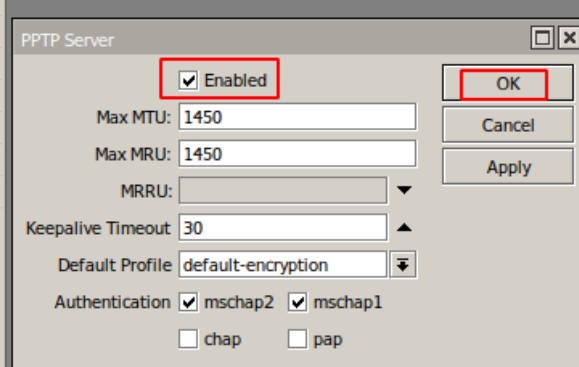 PPTP Server
Enabled
OK
Max MTU: 1450
Cancel
Max MRU: 1450
Apply
MRRU:
Keepalive Timeout 30
Default Profile default-encryption
Authentication mschap2 mschap1
chap pap